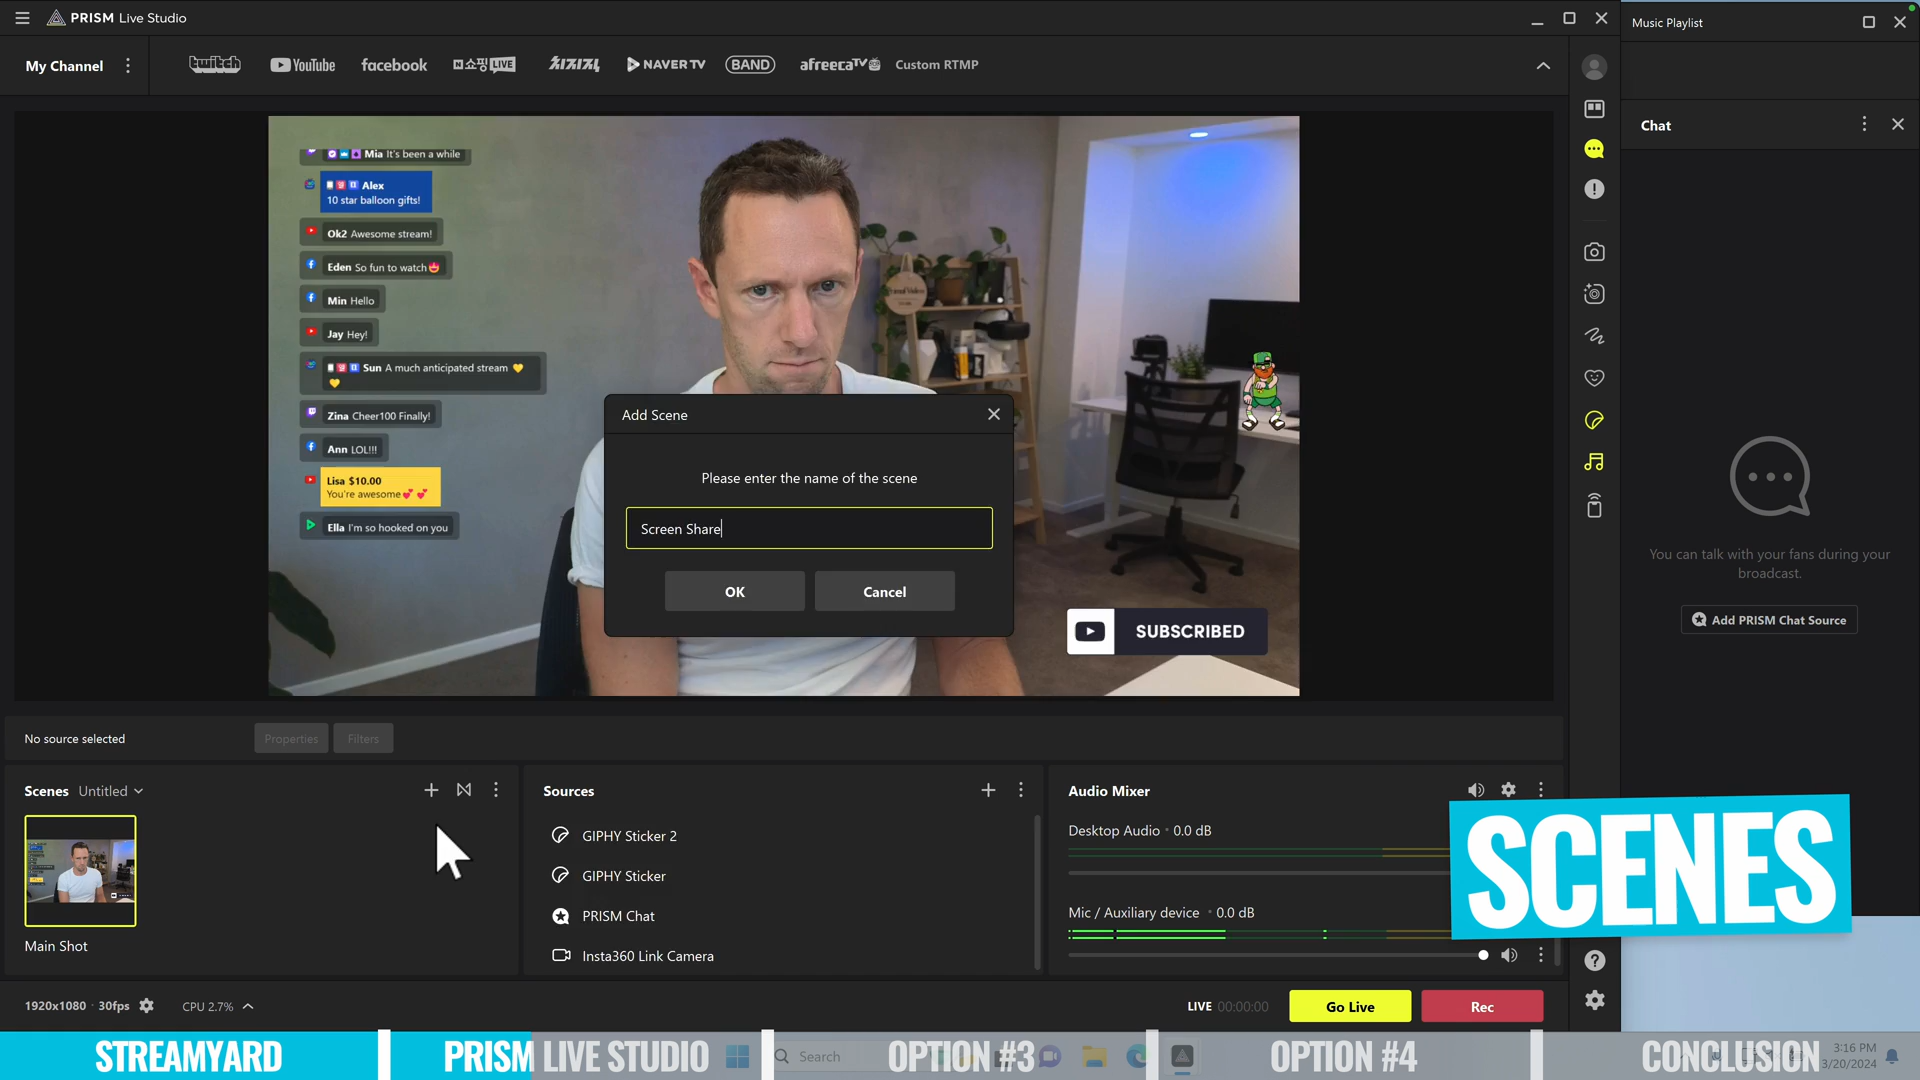 PRISM Live Studio
Music Playlist
My Channel
twitch
YouTube
facebook
쇼핑 LIVE
치지직
NAVER TV
BAND
afreecaTV
Custom RTMP
Chat
Mia It's been a while
Alex
10 star balloon gifts!
Ok2 Awesome stream!
Eden So fun to watch
Min Hello
Jay Hey!
Sun A much anticipated stream
Zina Cheer100 Finally!
Ann LOL!!!
Lisa $10.00
You're awesome
Ella I'm so hooked on you
Add Scene
Please enter the name of the scene
Screen Share
OK Cancel
SUBSCRIBED
You can talk with your fans during your
broadcast.
Add PRISM Chat Source
No source selected
Properties
Filters
Scenes Untitled
Main Shot
Sources
GIPHY Sticker 2
GIPHY Sticker
PRISM Chat
Insta360 Link Camera
Audio Mixer
Desktop Audio 0.0 dB
Mic / Auxiliary device 0.0 dB
SCENES
1920x1080 · 30fps
CPU 2.7%
LIVE 00:00:00
Go Live
Rec
STREAMYARD
PRISM LIVE STUDIO
Search
OPTION #3
OPTION #4
CONCLUSION
3:16 PM
3/20/2024